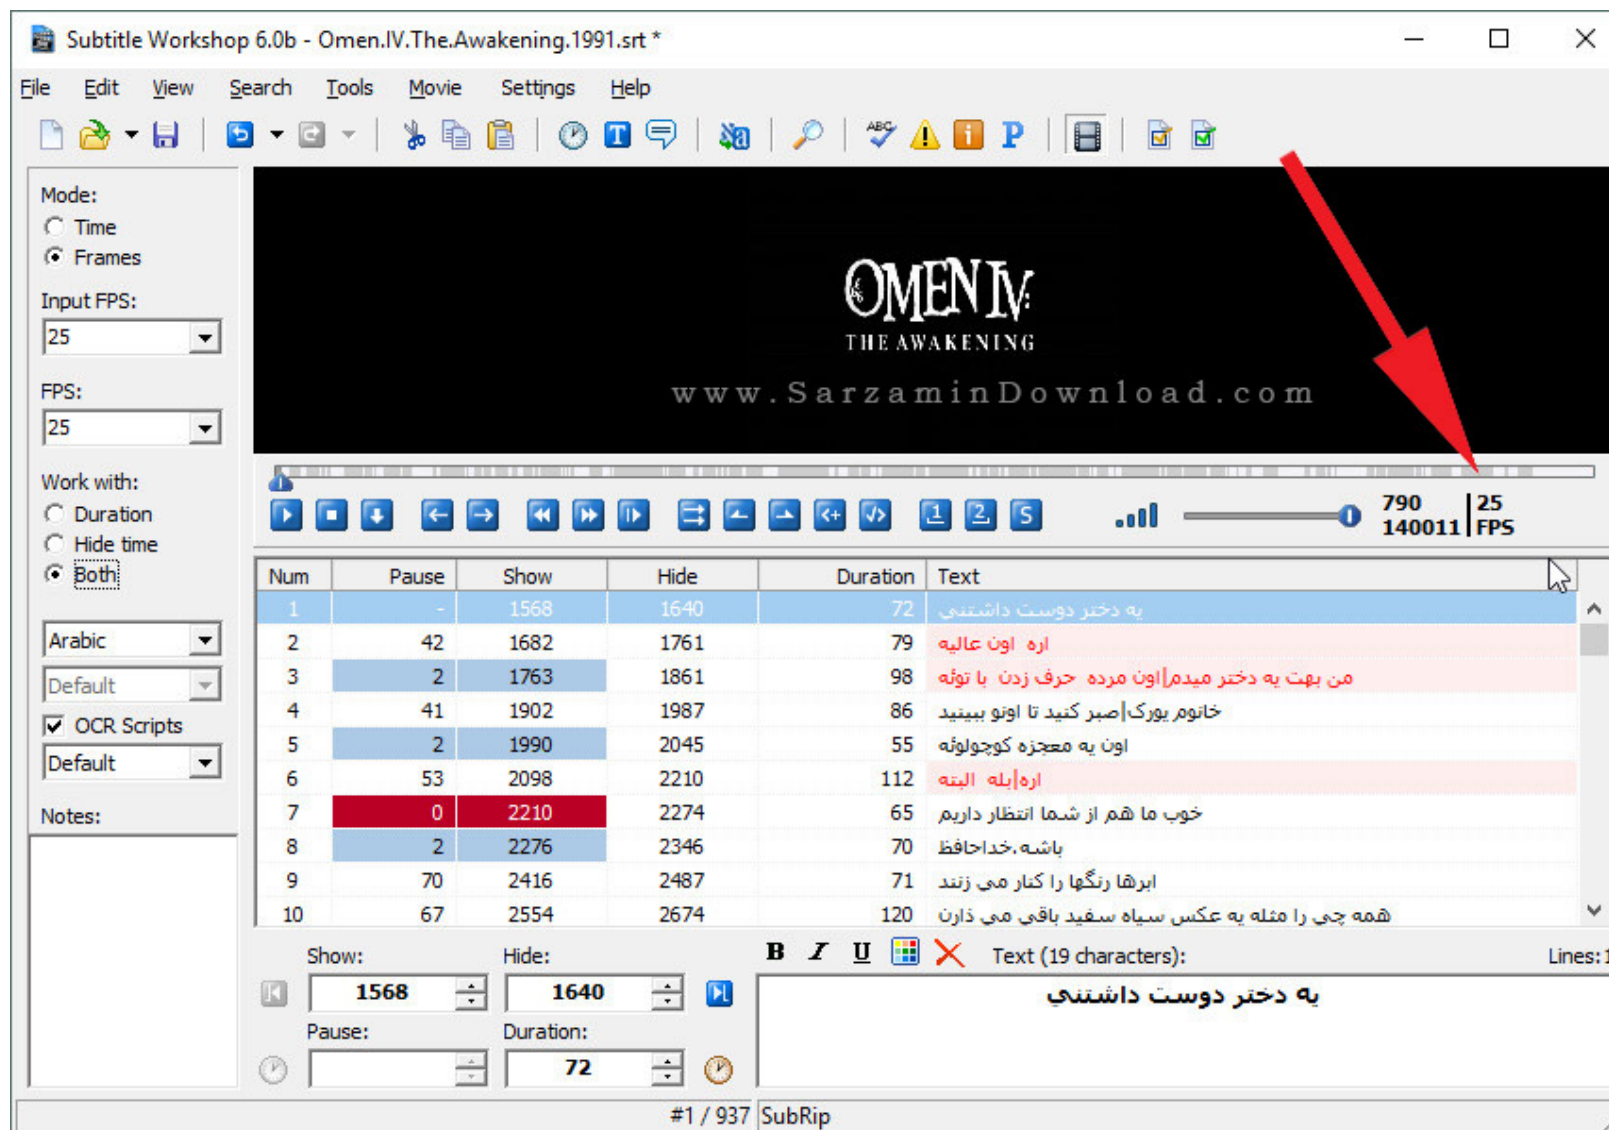 Subtitle Workshop 6.0b - Omen.IV.The.Awakening.1991.srt *
File Edit View Search Tools Movie Settings Help
Mode:
Time
Frames
Input FPS:
25
FPS:
25
Work with:
Duration
Hide time
Both
Arabic
Default
OCR Scripts
Default
Notes:
OMEN IV:
THE AWAKENING
www.SarzaminDownload.com
790 25
140011 FPS
Num Pause Show Hide Duration Text
1 - 1568 1640 72 یه دختر دوست داشتني
2 42 1682 1761 79 اره اون عاليه
3 2 1763 1861 98 من بهت یه دختر میدم|اون مرده حرف زدن با توئه
4 41 1902 1987 86 خانوم یورک|صبر کنید تا اونو ببینید
5 2 1990 2045 55 اون یه معجزه کوچولوئه
6 53 2098 2210 112 اره|بله البته
7 0 2210 2274 65 خوب ما هم از شما انتظار داریم
8 2 2276 2346 70 باشه.خداحافظ
9 70 2416 2487 71 ابرها رنگها را کنار می زنند
10 67 2554 2674 120 همه چی را مثله یه عکس سیاه سفید باقی می ذارن
Show: Hide: B I U Text (19 characters): Lines:1
1568 1640
یه دختر دوست داشتني
Pause: Duration:
72
#1 / 937 SubRip